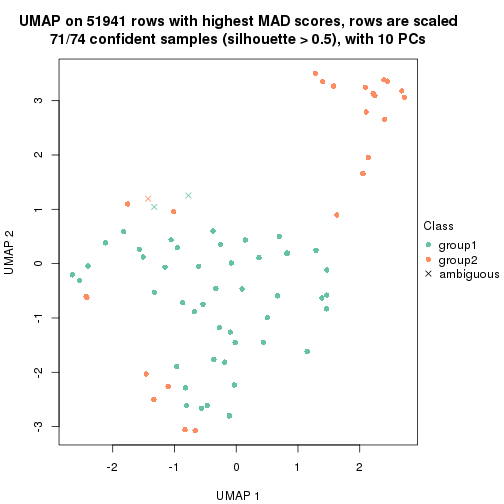 UMAP on 51941 rows with highest MAD scores, rows are scaled
71/74 confident samples (silhouette > 0.5), with 10 PCs
Class
group1
group2
ambiguous
UMAP 2
3
2
1
0
-1
-2
-3
-2
-1
0
1
2
UMAP 1